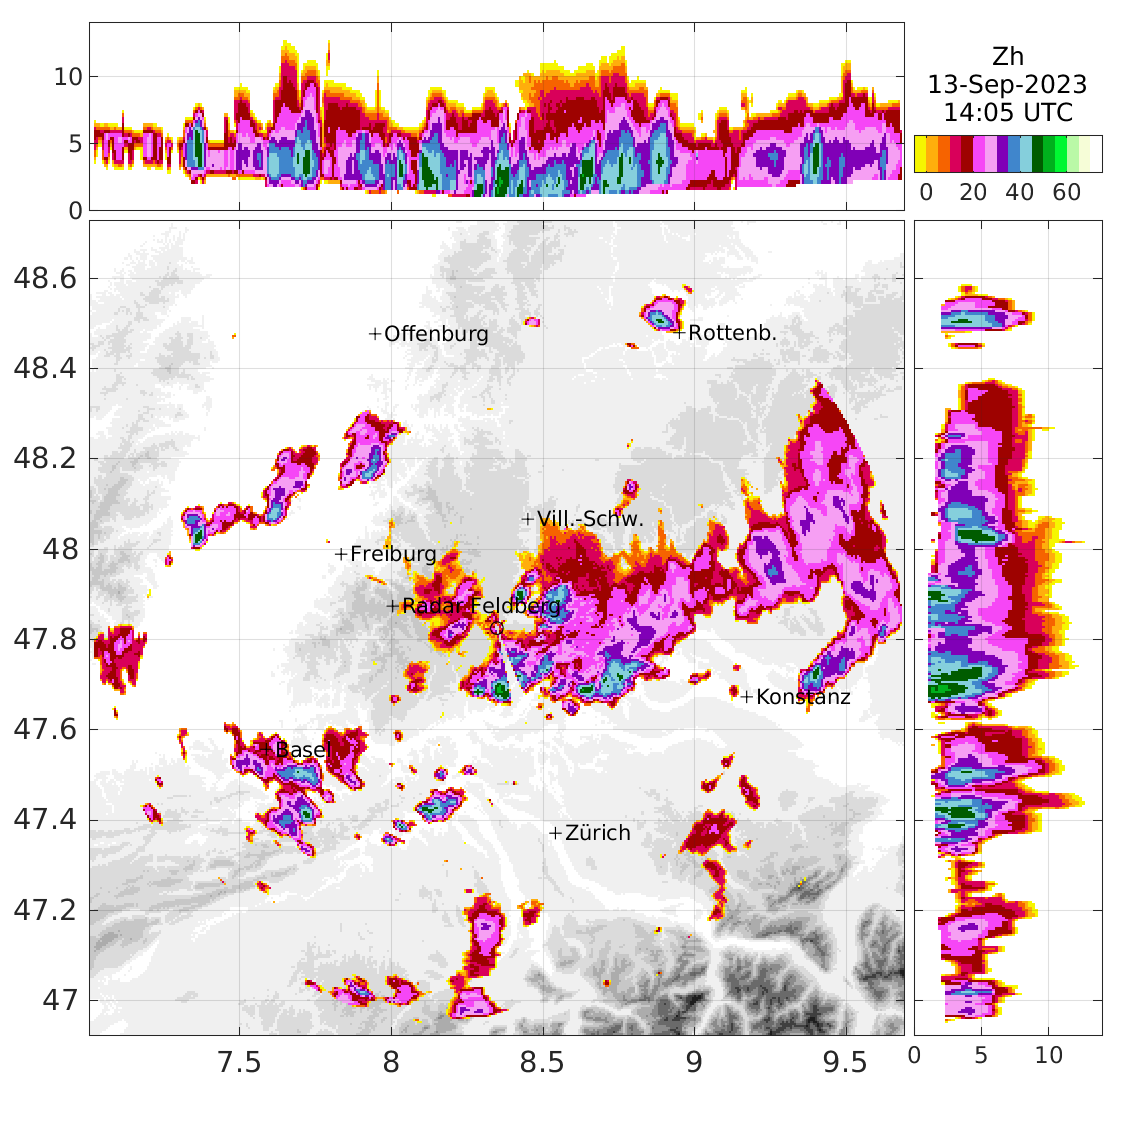 10
5
0
Zh
13-Sep-2023
14:05 UTC
0 20 40 60
48.6
48.4
48.2
48
47.8
47.6
47.4
47.2
47
+Offenburg
+Rottenb.
+Vill.-Schw.
+Freiburg
+Radar Feldberg
+Konstanz
+Basel
+Zürich
7.5 8 8.5 9 9.5
0 5 10